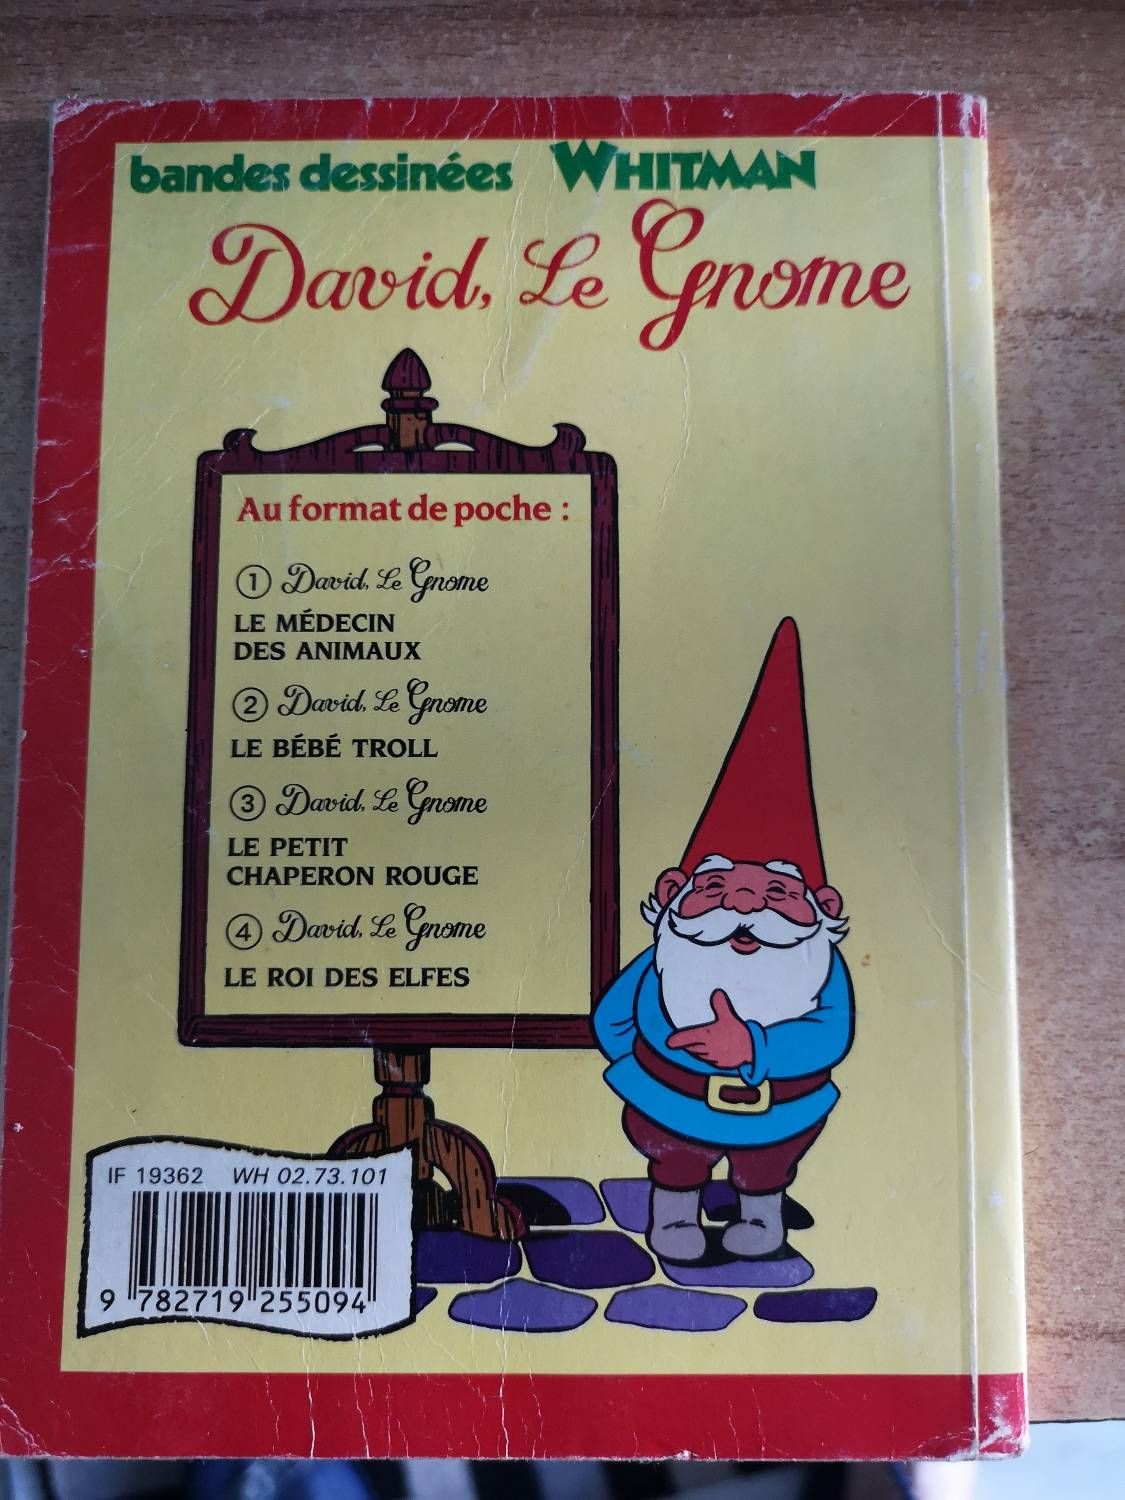 bandes dessinées WHITMAN
David, Le Gnome
Au format de poche :
1 David, Le Gnome
LE MÉDECIN
DES ANIMAUX
2 David, Le Gnome
LE BÉBÉ TROLL
3 David, Le Gnome
LE PETIT
CHAPERON ROUGE
4 David, Le Gnome
LE ROI DES ELFES
IF 19362 WH 02.73.101
9 782719 255094